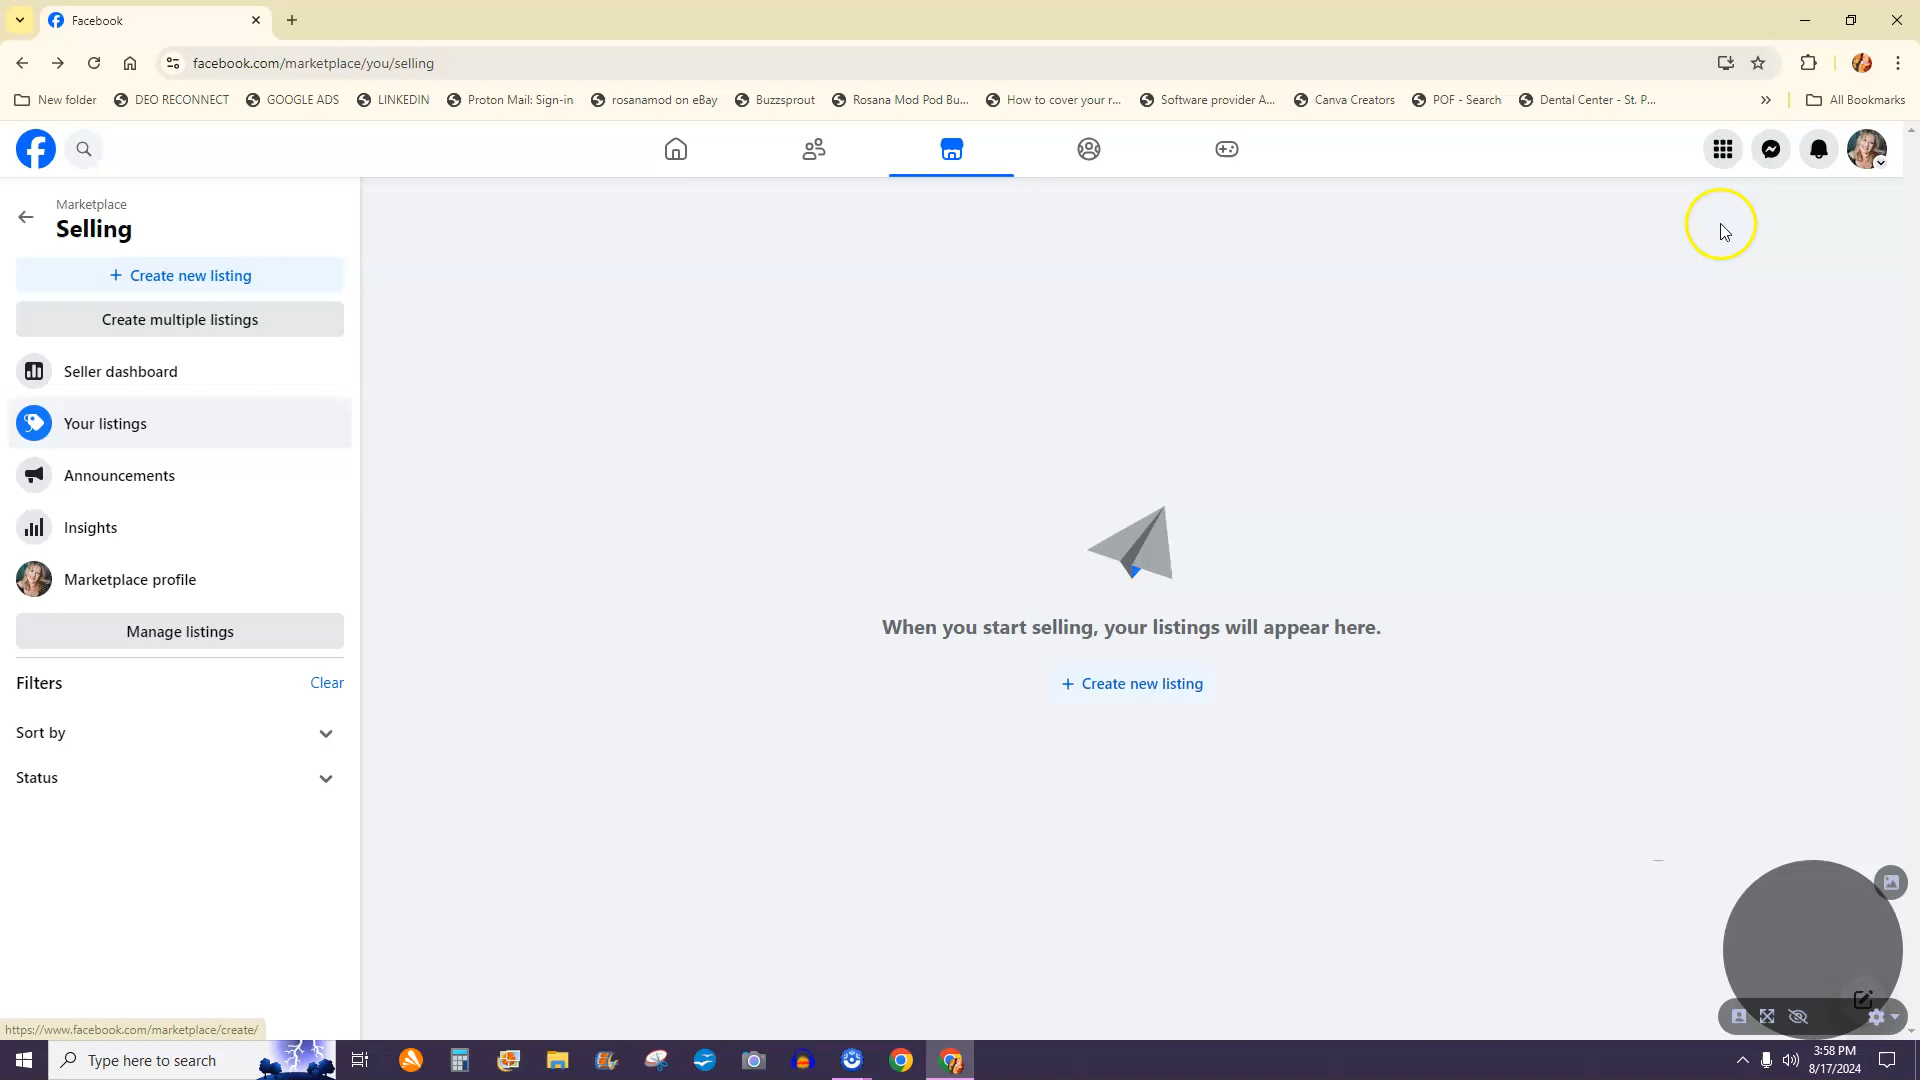 Facebook
facebook.com/marketplace/you/selling
New folder
DEO RECONNECT
GOOGLE ADS
LINKEDIN
Proton Mail: Sign-in
rosanamod on eBay
Buzzsprout
Rosana Mod Pod Bu...
How to cover your r...
Software provider A...
Canva Creators
POF - Search
Dental Center - St. P...
All Bookmarks
Marketplace
Selling
+ Create new listing
Create multiple listings
Seller dashboard
Your listings
Announcements
Insights
Marketplace profile
Manage listings
Filters
Clear
Sort by
Status
When you start selling, your listings will appear here.
+ Create new listing
https://www.facebook.com/marketplace/create/
Type here to search
3:58 PM
8/17/2024